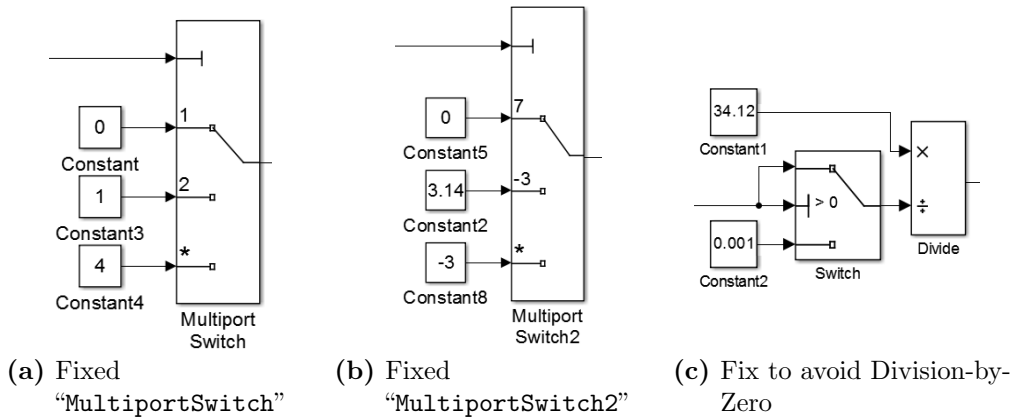 0
Constant
1
Constant3
4
Constant4
1
2
*
Multiport
Switch
(a) Fixed
“MultiportSwitch”
0
Constant5
3.14
Constant2
-3
Constant8
7
-3
*
Multiport
Switch2
(b) Fixed
“MultiportSwitch2”
34.12
Constant1
0.001
Constant2
> 0
Switch
×
÷
Divide
(c) Fix to avoid Division-by-
Zero